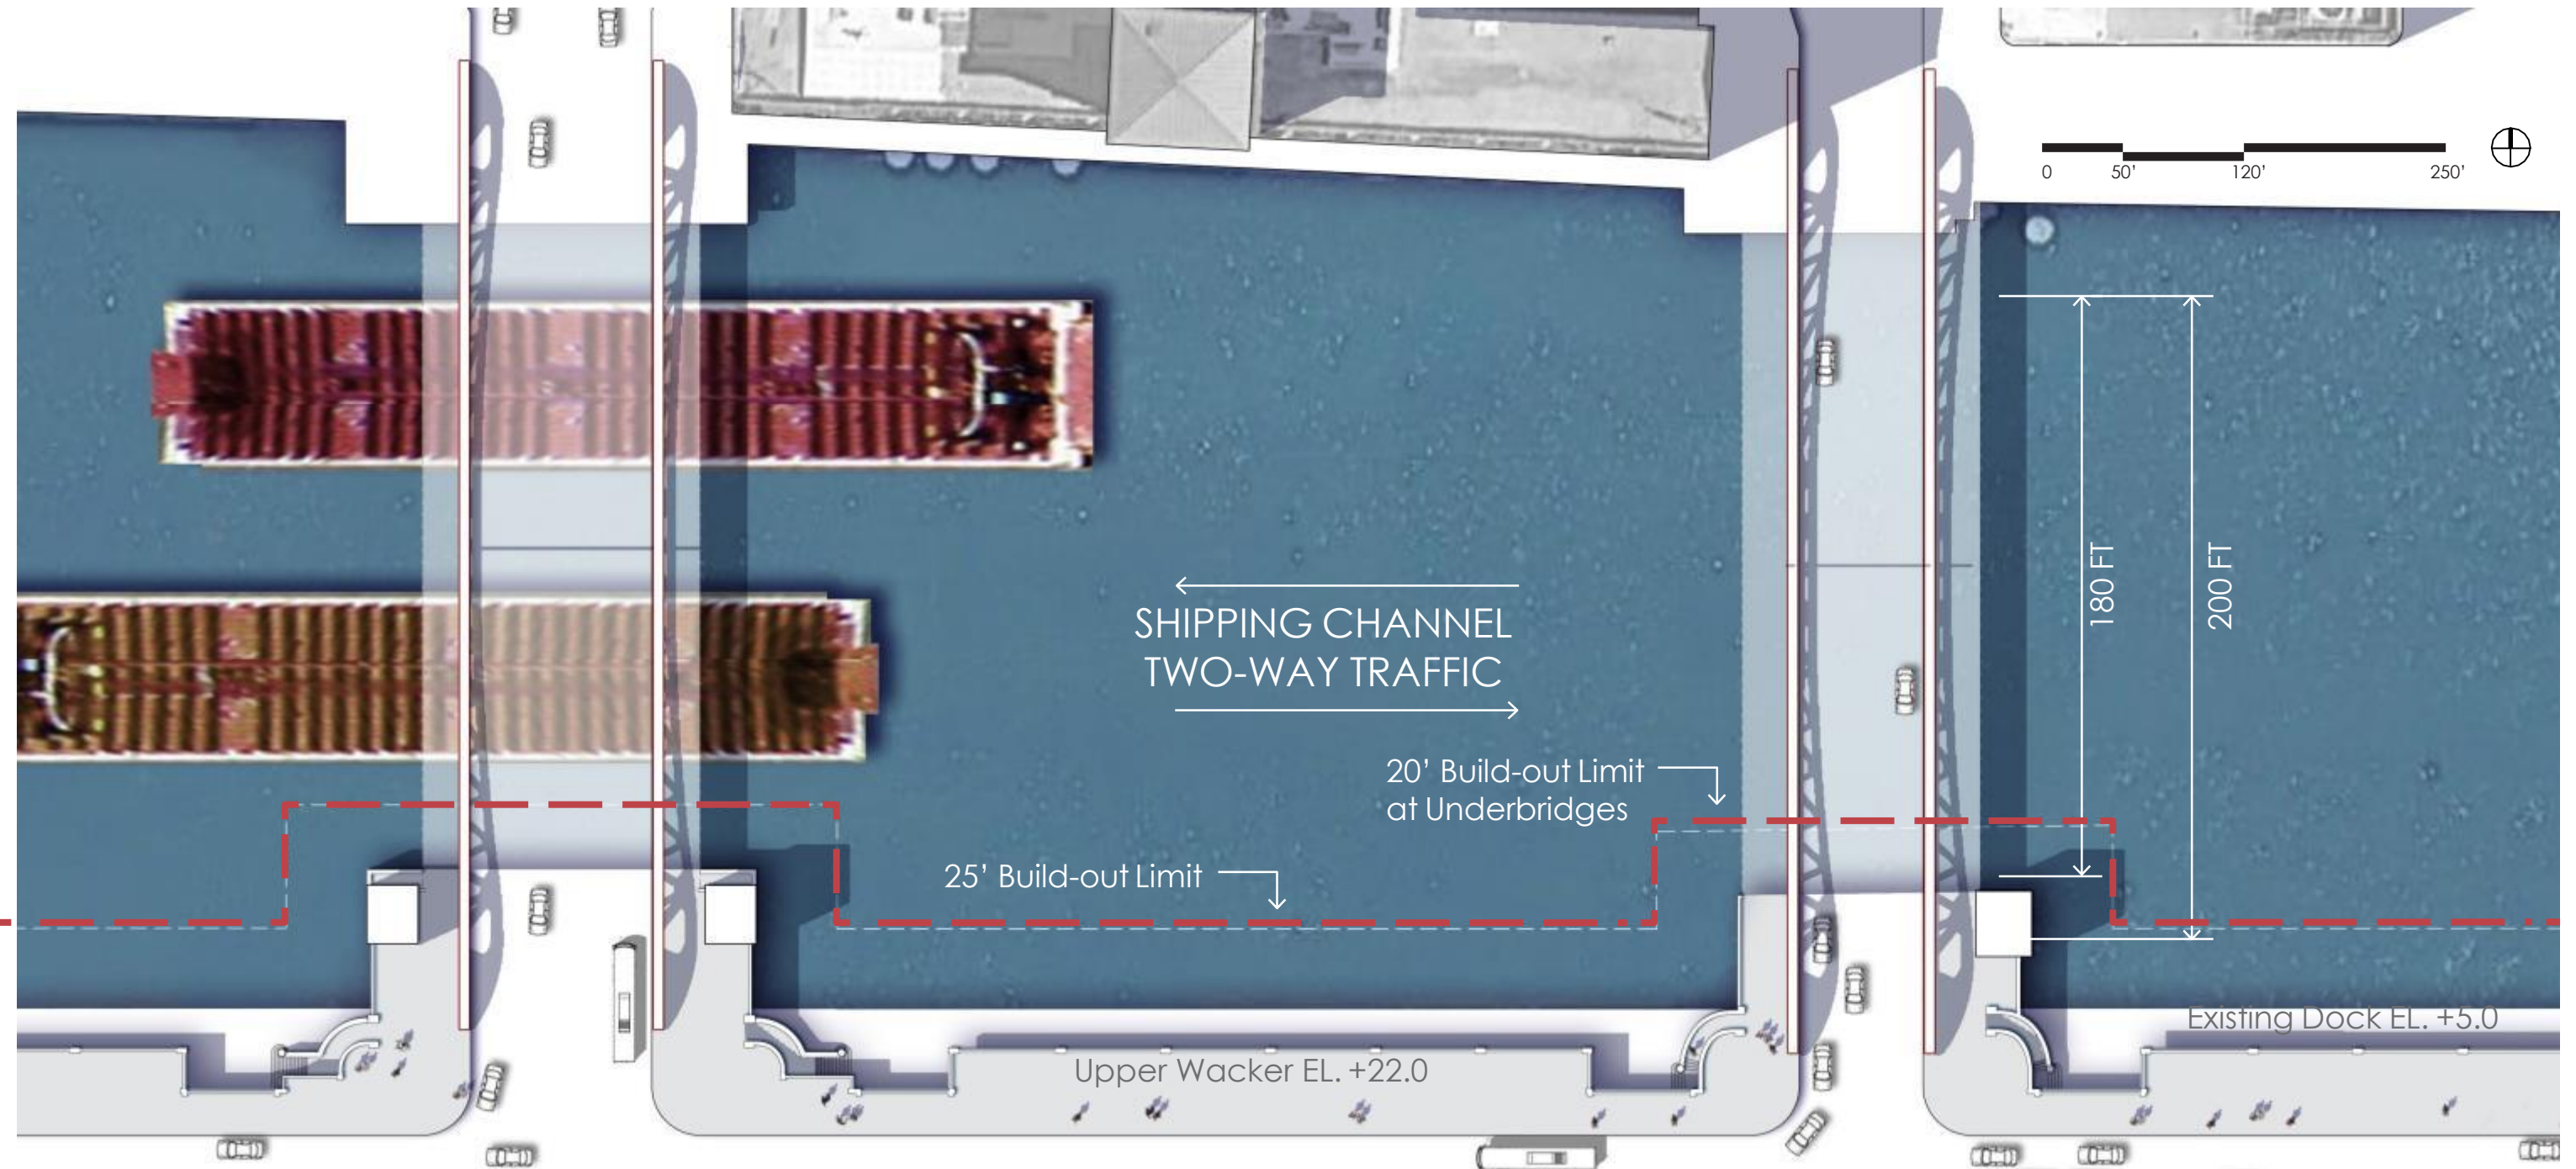 0 50' 120' 250'
180 FT
200 FT
SHIPPING CHANNEL
TWO-WAY TRAFFIC
20’ Build-out Limit
at Underbridges
25’ Build-out Limit
Existing Dock EL. +5.0
Upper Wacker EL. +22.0